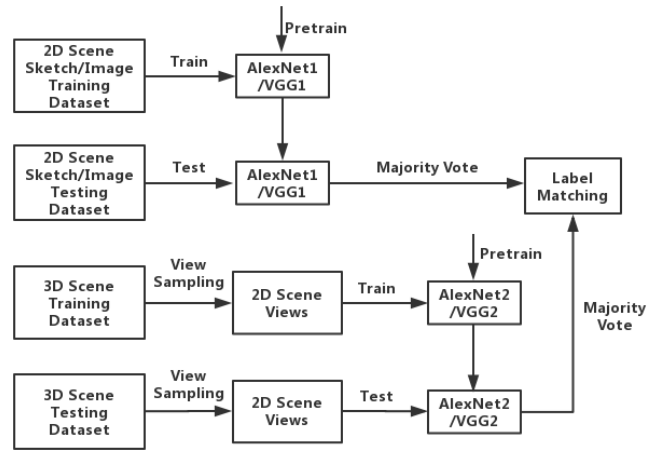 Pretrain
2D Scene
Sketch/Image
Training
Dataset
Train
AlexNet1
/VGG1
2D Scene
Sketch/Image
Testing
Dataset
Test
AlexNet1
/VGG1
Majority Vote
Label
Matching
Pretrain
3D Scene
Training
Dataset
View
Sampling
2D Scene
Views
Train
AlexNet2
/VGG2
Majority
Vote
3D Scene
Testing
Dataset
View
Sampling
2D Scene
Views
Test
AlexNet2
/VGG2